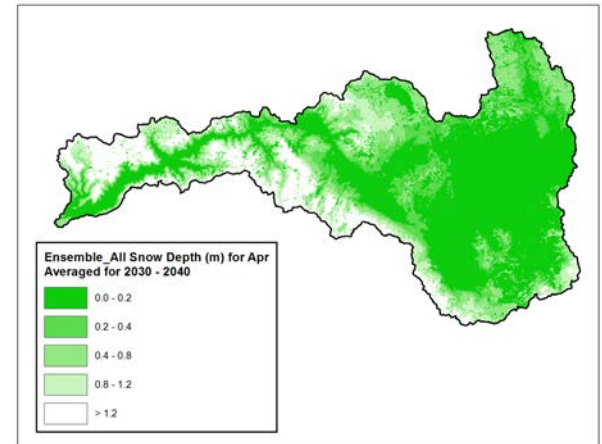 Ensemble_All Snow Depth (m) for Apr
Averaged for 2030 - 2040
0.0 - 0.2
0.2 - 0.4
0.4 - 0.8
0.8 - 1.2
> 1.2